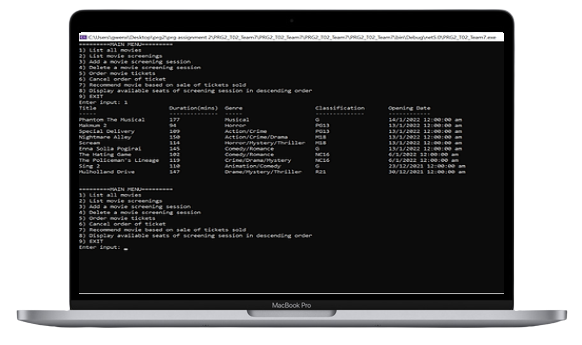 C:\Users\gweens\Desktop\prg2\prg assignment 2\PRG2_T02_Team7\PRG2_T02_Team7\PRG2_T02_Team7\PRG2_T02_Team7\bin\Debug\net5.0\PRG2_T02_Team7.exe
=========MAIN MENU=========
1) List all movies
2) List movie screenings
3) Add a movie screening session
4) Delete a movie screening session
5) Order movie tickets
6) Cancel order of ticket
7) Recommend movie based on sale of tickets sold
8) Display available seats of screening session in descending order
9) EXIT
Enter input: 1
Title Duration(mins) Genre Classification Opening Date
Phantom The Musical 177 Musical G 14/1/2022 12:00:00 am
Makmum 2 94 Horror PG13 13/1/2022 12:00:00 am
Special Delivery 109 Action/Crime PG13 13/1/2022 12:00:00 am
Nightmare Alley 150 Action/Crime/Drama M18 13/1/2022 12:00:00 am
Scream 114 Horror/Mystery/Thriller M18 13/1/2022 12:00:00 am
Enna Solla Pogirai 145 Comedy/Romance G 13/1/2022 12:00:00 am
The Hating Game 102 Comedy/Romance NC16 6/1/2022 12:00:00 am
The Policeman's Lineage 119 Crime/Drama/Mystery NC16 6/1/2022 12:00:00 am
Sing 2 110 Animation/Comedy G 23/12/2021 12:00:00 am
Mulholland Drive 147 Drama/Mystery/Thriller R21 30/12/2021 12:00:00 am
=========MAIN MENU=========
1) List all movies
2) List movie screenings
3) Add a movie screening session
4) Delete a movie screening session
5) Order movie tickets
6) Cancel order of ticket
7) Recommend movie based on sale of tickets sold
8) Display available seats of screening session in descending order
9) EXIT
Enter input:
MacBook Pro